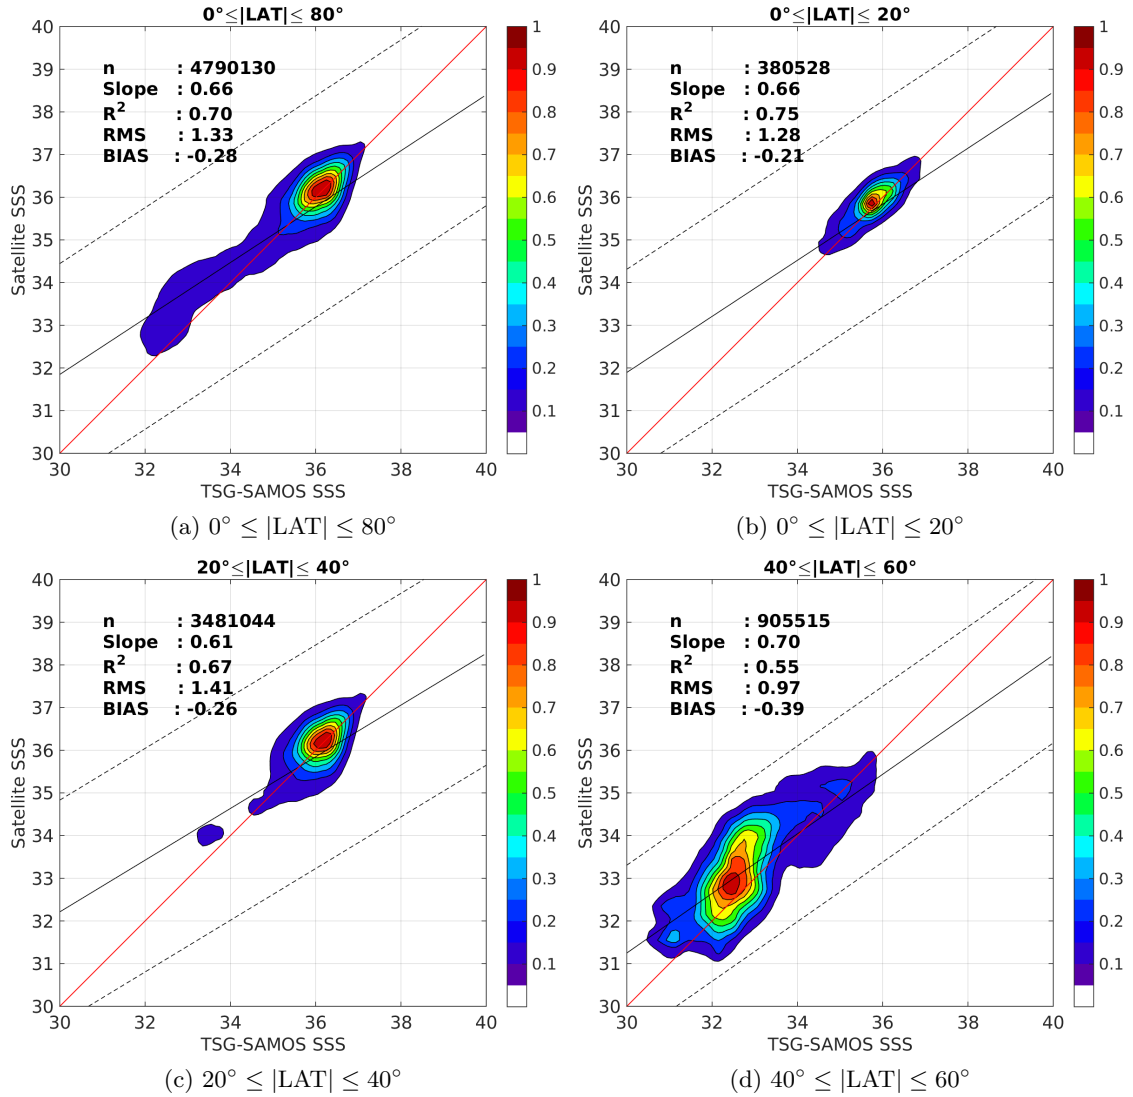 0°≤|LAT|≤ 80°
n : 4790130
Slope : 0.66
R² : 0.70
RMS : 1.33
BIAS : -0.28
40
39
38
37
36
35
34
33
32
31
30
30 32 34 36 38 40
Satellite SSS
TSG-SAMOS SSS
1
0.9
0.8
0.7
0.6
0.5
0.4
0.3
0.2
0.1
(a) 0° ≤ |LAT| ≤ 80°
0°≤|LAT|≤ 20°
n : 380528
Slope : 0.66
R² : 0.75
RMS : 1.28
BIAS : -0.21
40
39
38
37
36
35
34
33
32
31
30
30 32 34 36 38 40
Satellite SSS
TSG-SAMOS SSS
1
0.9
0.8
0.7
0.6
0.5
0.4
0.3
0.2
0.1
(b) 0° ≤ |LAT| ≤ 20°
20°≤|LAT|≤ 40°
n : 3481044
Slope : 0.61
R² : 0.67
RMS : 1.41
BIAS : -0.26
40
39
38
37
36
35
34
33
32
31
30
30 32 34 36 38 40
Satellite SSS
TSG-SAMOS SSS
1
0.9
0.8
0.7
0.6
0.5
0.4
0.3
0.2
0.1
(c) 20° ≤ |LAT| ≤ 40°
40°≤|LAT|≤ 60°
n : 905515
Slope : 0.70
R² : 0.55
RMS : 0.97
BIAS : -0.39
40
39
38
37
36
35
34
33
32
31
30
30 32 34 36 38 40
Satellite SSS
TSG-SAMOS SSS
1
0.9
0.8
0.7
0.6
0.5
0.4
0.3
0.2
0.1
(d) 40° ≤ |LAT| ≤ 60°